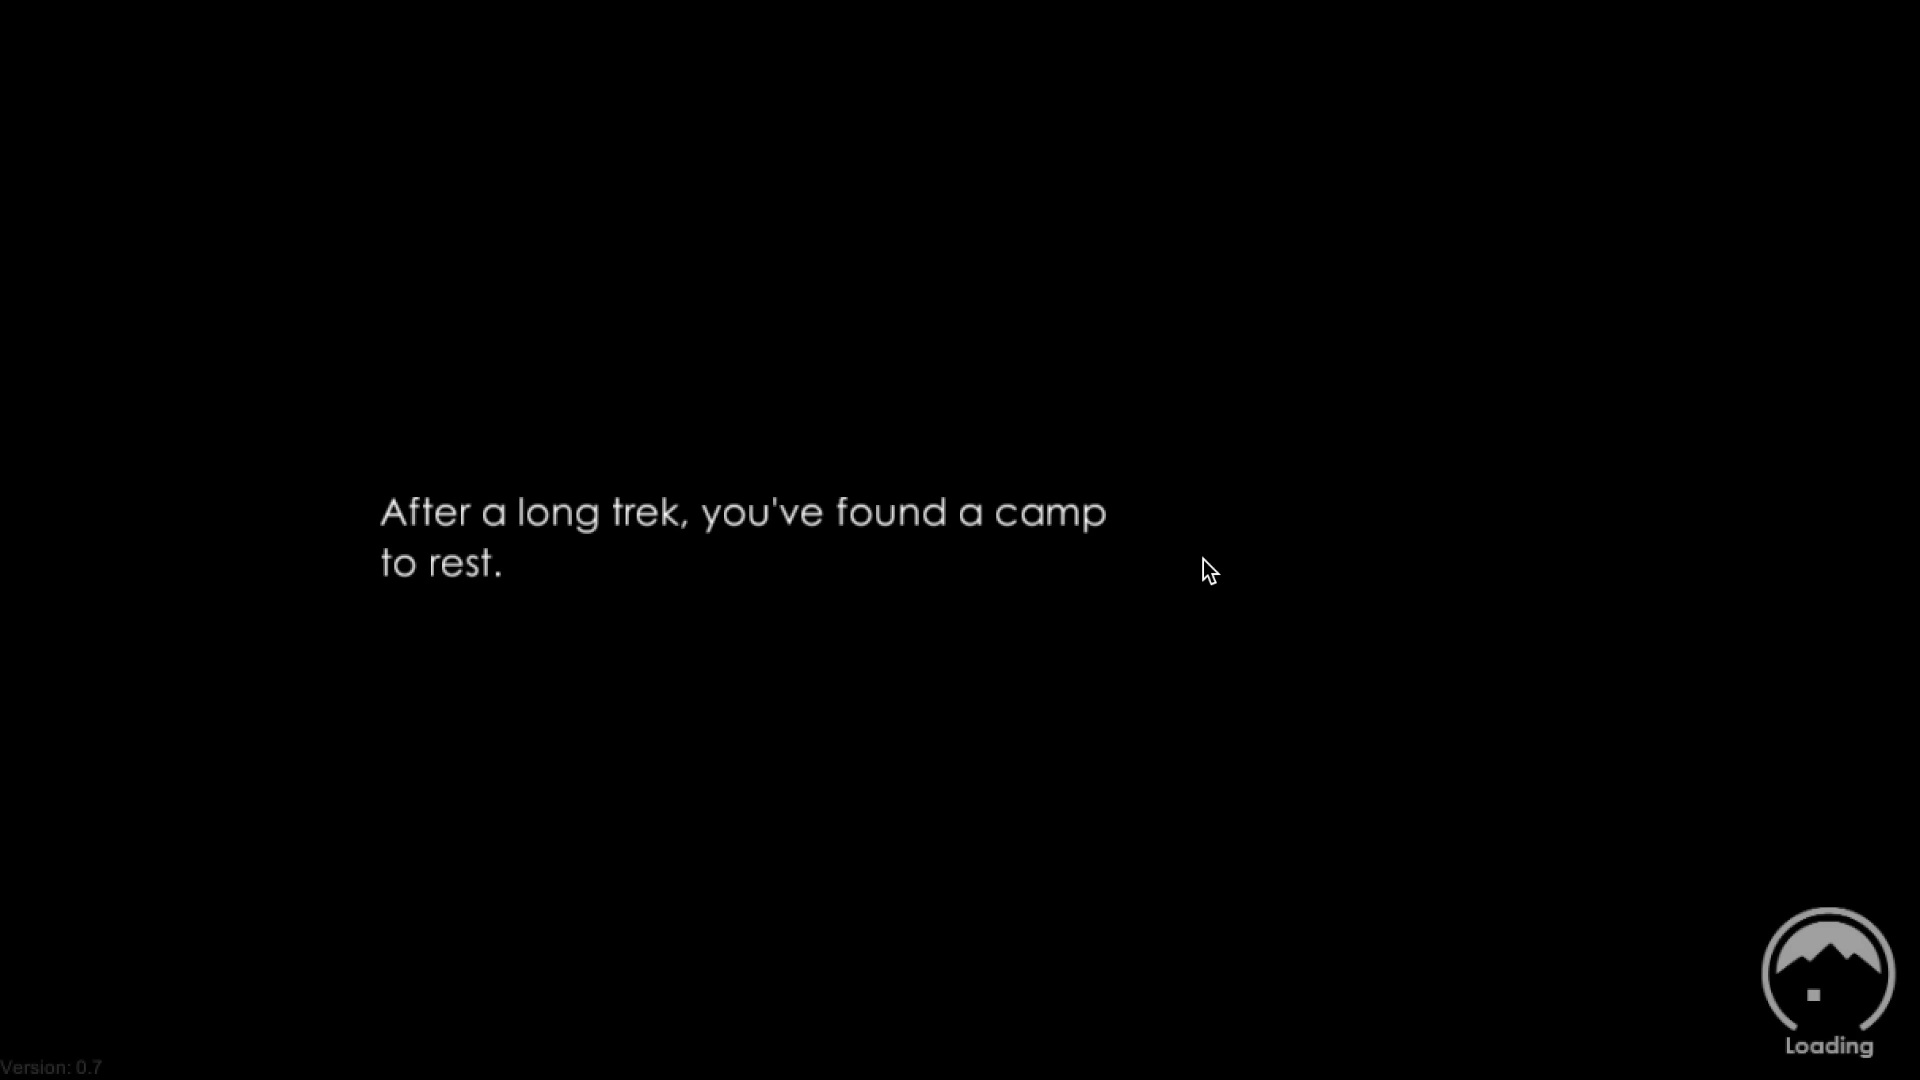 After a long trek, you've found a camp
to rest.
Loading
Version: 0.7